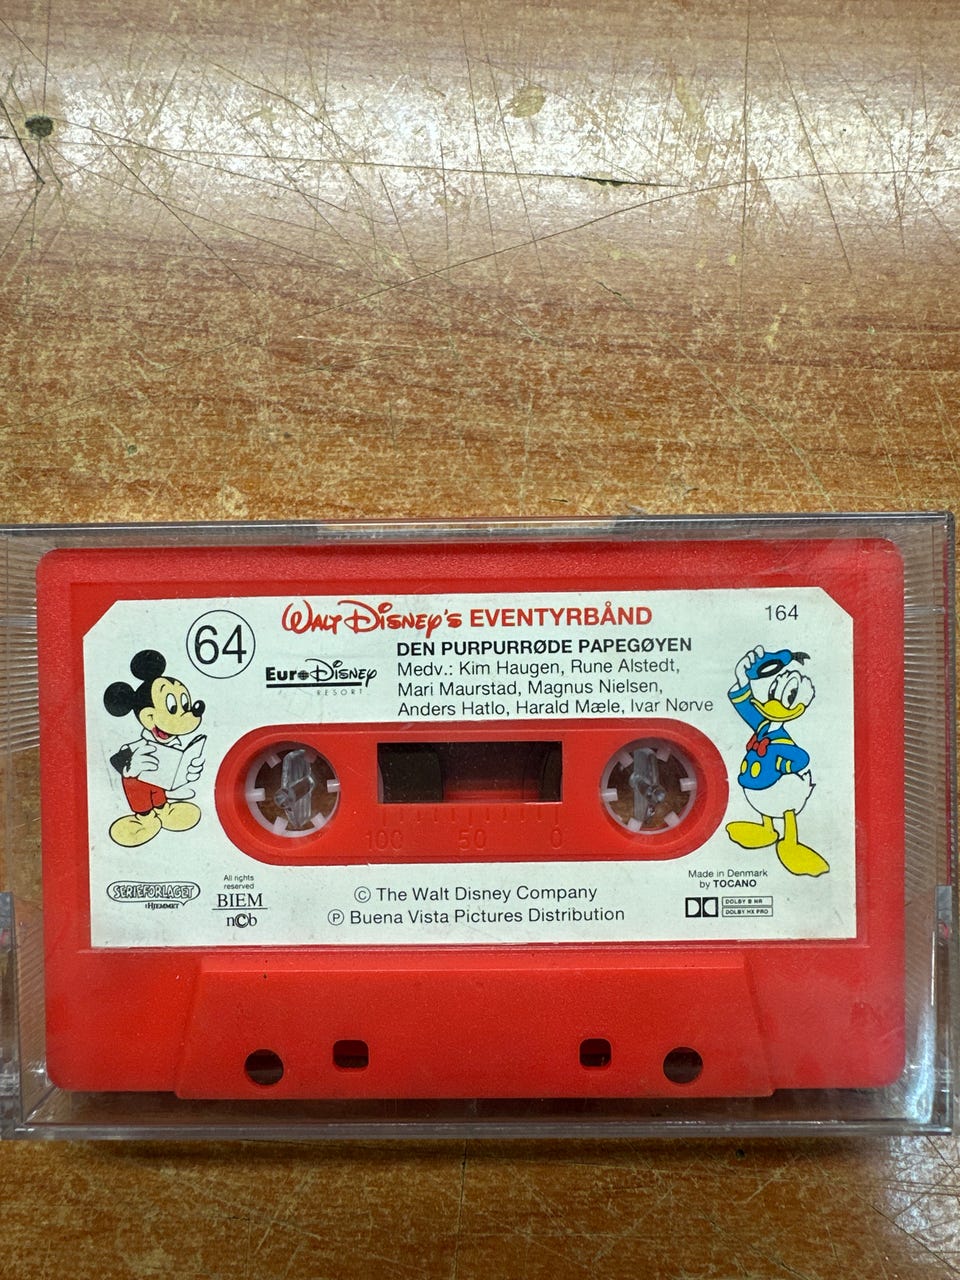 64
WALT DISNEY'S EVENTYRBÅND
164
Euro DISNEY
RESORT
DEN PURPURRØDE PAPEGØYEN
Medv.: Kim Haugen, Rune Alstedt,
Mari Maurstad, Magnus Nielsen,
Anders Hatlo, Harald Mæle, Ivar Nørve
100 50 0
SERIEFORLAGET
HJEMMET
All rights
reserved
BIEM
n©b
© The Walt Disney Company
Ⓟ Buena Vista Pictures Distribution
Made in Denmark
by TOCANO
DOLBY B NR
DOLBY HX PRO